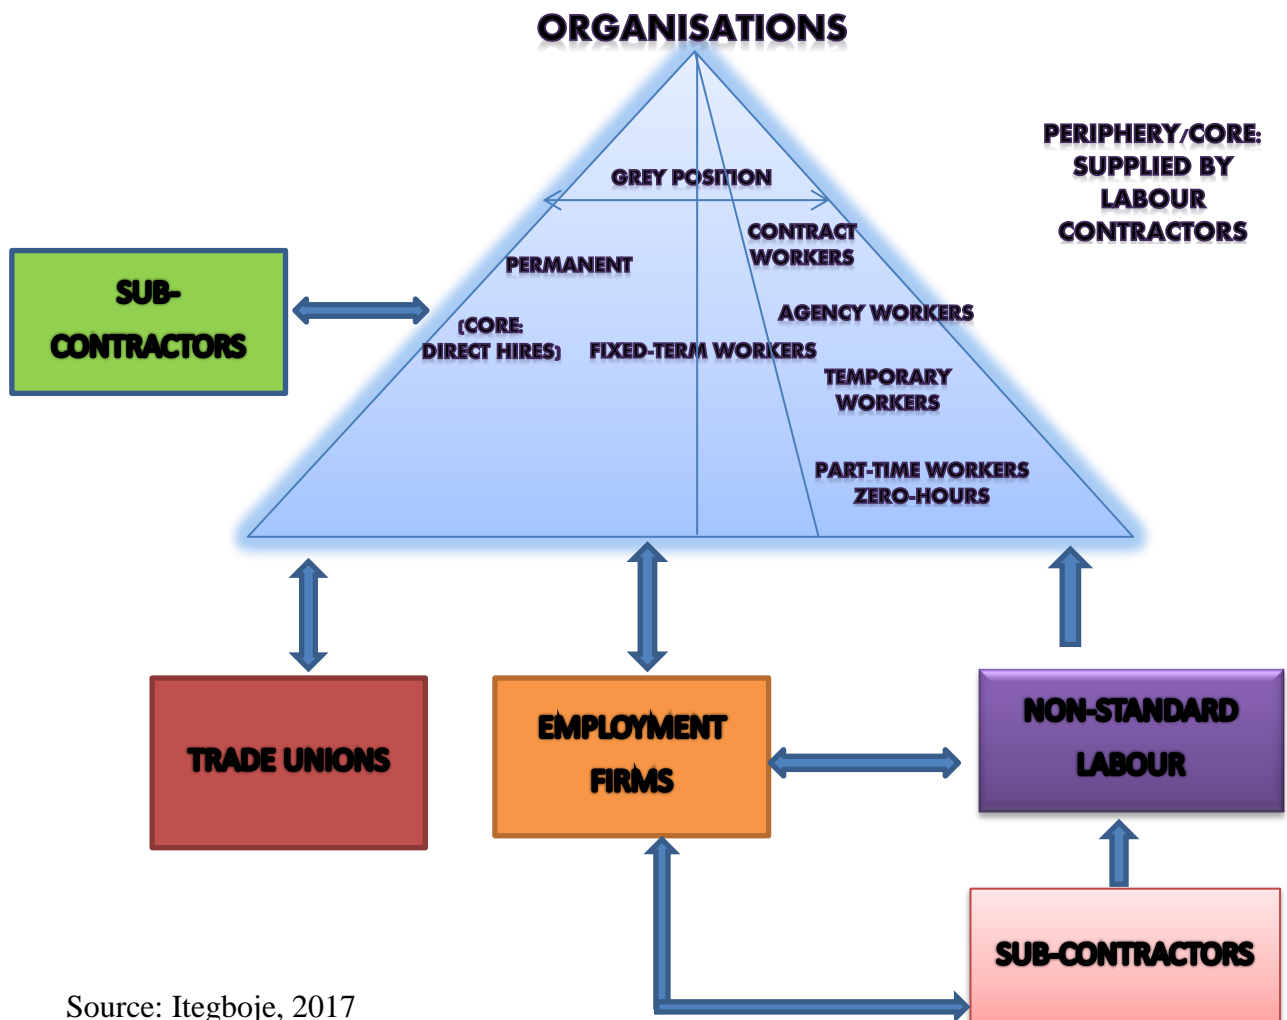 ORGANISATIONS
PERIPHERY/CORE:
SUPPLIED BY
LABOUR
CONTRACTORS
GREY POSITION
CONTRACT
WORKERS
PERMANENT
SUB-
CONTRACTORS
AGENCY WORKERS
(CORE:
DIRECT HIRES)
FIXED-TERM WORKERS
TEMPORARY
WORKERS
PART-TIME WORKERS
ZERO-HOURS
TRADE UNIONS
EMPLOYMENT
FIRMS
NON-STANDARD
LABOUR
SUB-CONTRACTORS
Source: Itegboje, 2017